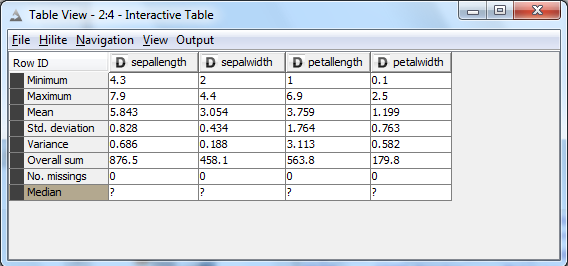 Table View - 2:4 - Interactive Table
File Hilite Navigation View Output
Row ID D sepallength D sepalwidth D petallength D petalwidth
Minimum 4.3 2 1 0.1
Maximum 7.9 4.4 6.9 2.5
Mean 5.843 3.054 3.759 1.199
Std. deviation 0.828 0.434 1.764 0.763
Variance 0.686 0.188 3.113 0.582
Overall sum 876.5 458.1 563.8 179.8
No. missings 0 0 0 0
Median ? ? ? ?